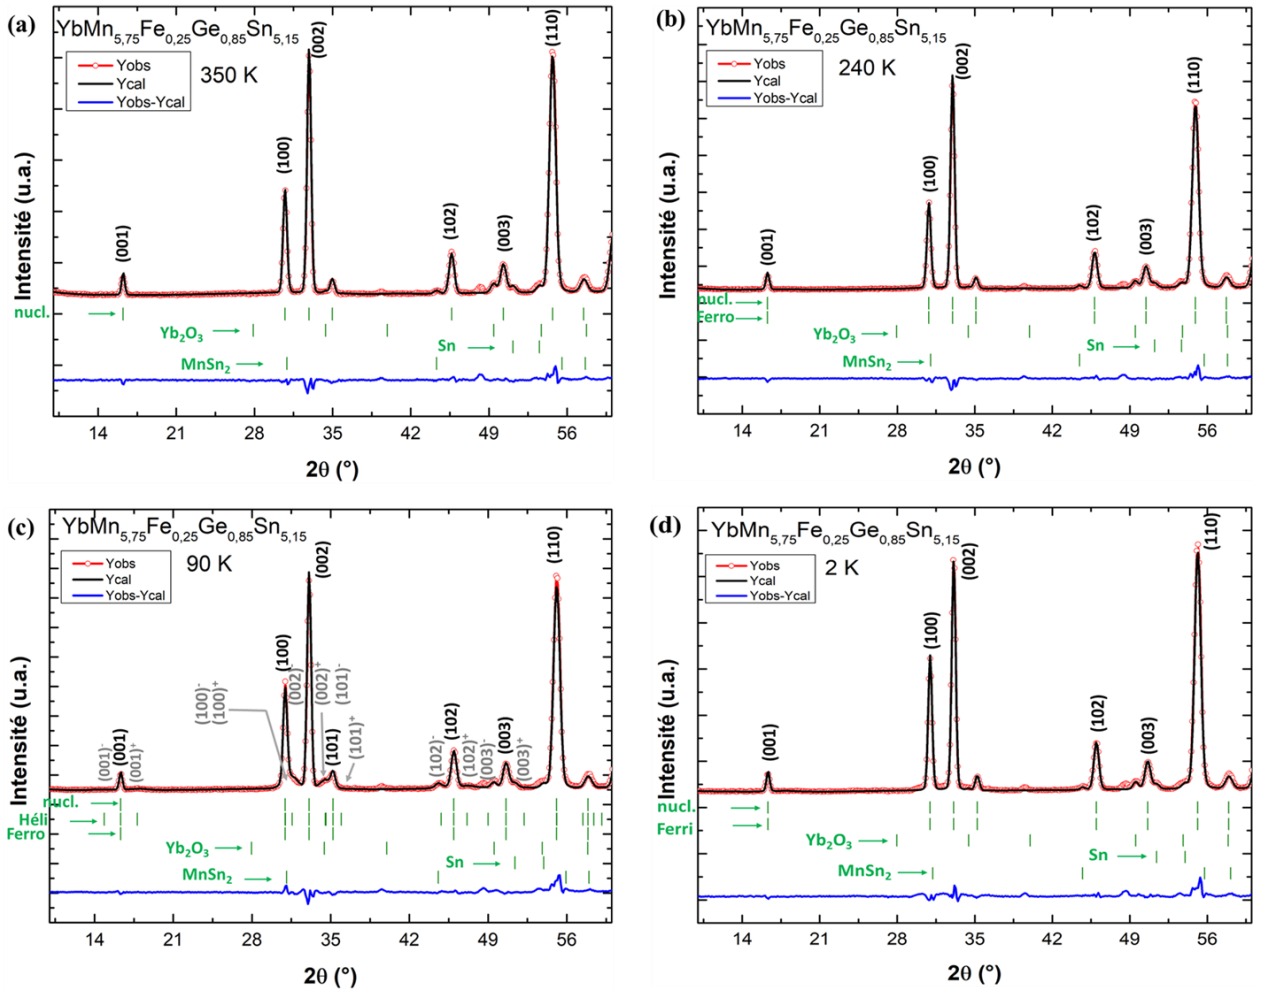 (a)
YbMn5,75Fe0,25Ge0,85Sn5,15
Yobs
Ycal
Yobs-Ycal
350 K
(001)
(100)
(002)
(102)
(003)
(110)
Intensité (u.a.)
nucl.
Yb2O3
Sn
MnSn2
14 21 28 35 42 49 56
2θ (°)
(b)
YbMn5,75Fe0,25Ge0,85Sn5,15
Yobs
Ycal
Yobs-Ycal
240 K
(001)
(100)
(002)
(102)
(003)
(110)
Intensité (u.a.)
nucl.
Ferro
Yb2O3
Sn
MnSn2
14 21 28 35 42 49 56
2θ (°)
(c)
YbMn5,75Fe0,25Ge0,85Sn5,15
Yobs
Ycal
Yobs-Ycal
90 K
(001)-
(001)
(001)+
(100)-
(100)+
(100)
(002)-
(002)
(002)+
(101)-
(101)
(101)+
(102)-
(102)
(102)+
(003)-
(003)
(003)+
(110)
Intensité (u.a.)
nucl.
Héli
Ferro
Yb2O3
Sn
MnSn2
14 21 28 35 42 49 56
2θ (°)
(d)
YbMn5,75Fe0,25Ge0,85Sn5,15
Yobs
Ycal
Yobs-Ycal
2 K
(001)
(100)
(002)
(102)
(003)
(110)
Intensité (u.a.)
nucl.
Ferri
Yb2O3
Sn
MnSn2
14 21 28 35 42 49 56
2θ (°)